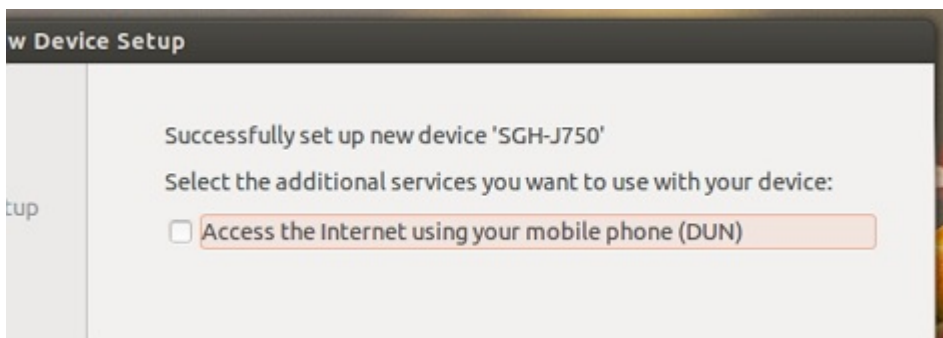 w Device Setup
Successfully set up new device 'SGH-J750'
Select the additional services you want to use with your device:
tup
Access the Internet using your mobile phone (DUN)